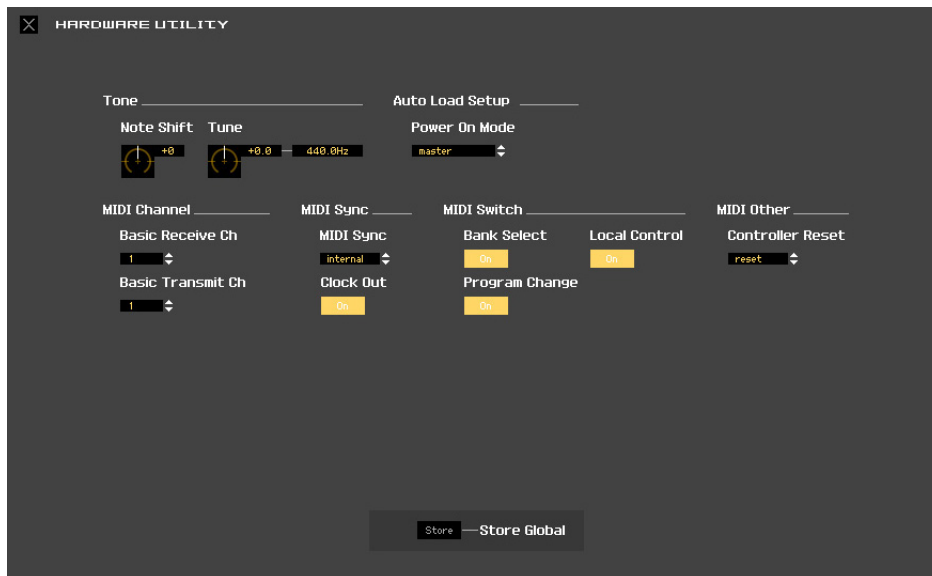 HARDWARE UTILITY
Tone Auto Load Setup
Note Shift Tune Power On Mode
+0 +0.0 440.0Hz master
MIDI Channel MIDI Sync MIDI Switch MIDI Other
Basic Receive Ch MIDI Sync Bank Select Local Control Controller Reset
1 internal On On reset
Basic Transmit Ch Clock Out Program Change
1 On On
Store Store Global